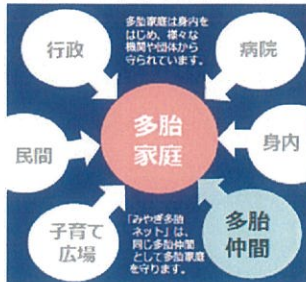 行政
多胎家庭は身内を
はじめ、様々な
機関や団体から
守られています。
病院
民間
多胎
家庭
身内
子育て
広場
「みやぎ多胎
ネット」は、
同じ多胎仲間
として多胎家庭
を守ります。
多胎
仲間